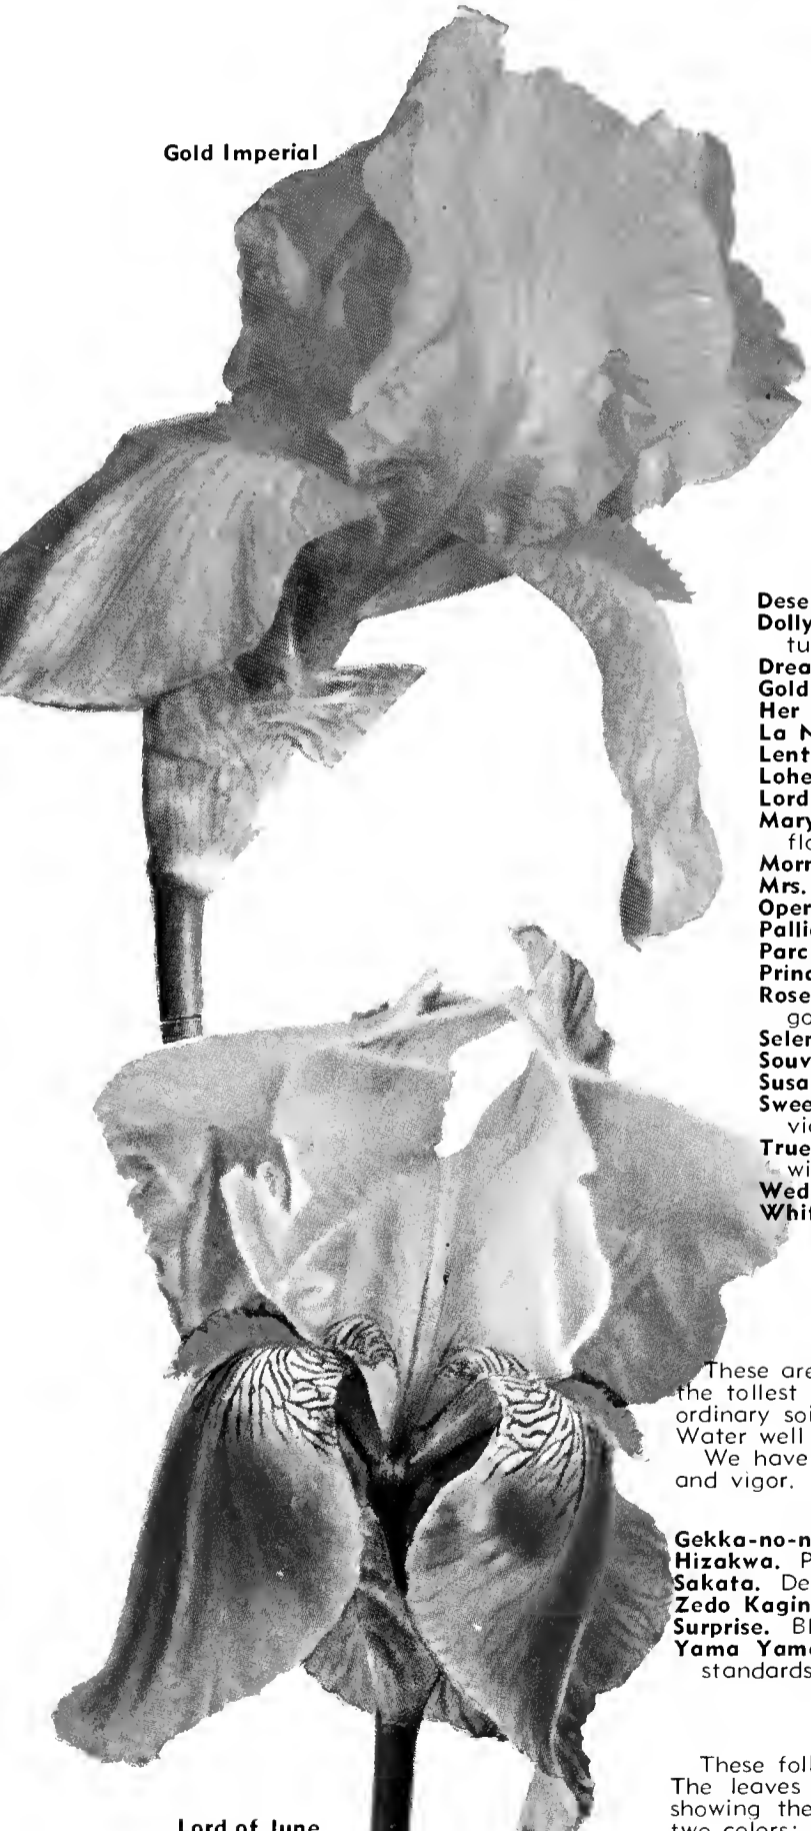 Gold Imperial
Dese
Dolly
tu
Drea
Gold
Her
La N
Lent
Lohe
Lord
Mary
flo
Morn
Mrs.
Oper
Pallid
Parc
Princ
Rose
go
Selen
Souv
Susa
Swee
vio
True
wi
Wed
Whit
These are
the tollest
ordinary soi
Water well
We have
and vigor.
Gekka-no-n
Hizakwa. P
Sakata. De
Zedo Kagin
Surprise. Bl
Yama Yama
standards
These foll
The leaves
showing the
two colors:
Lord of June